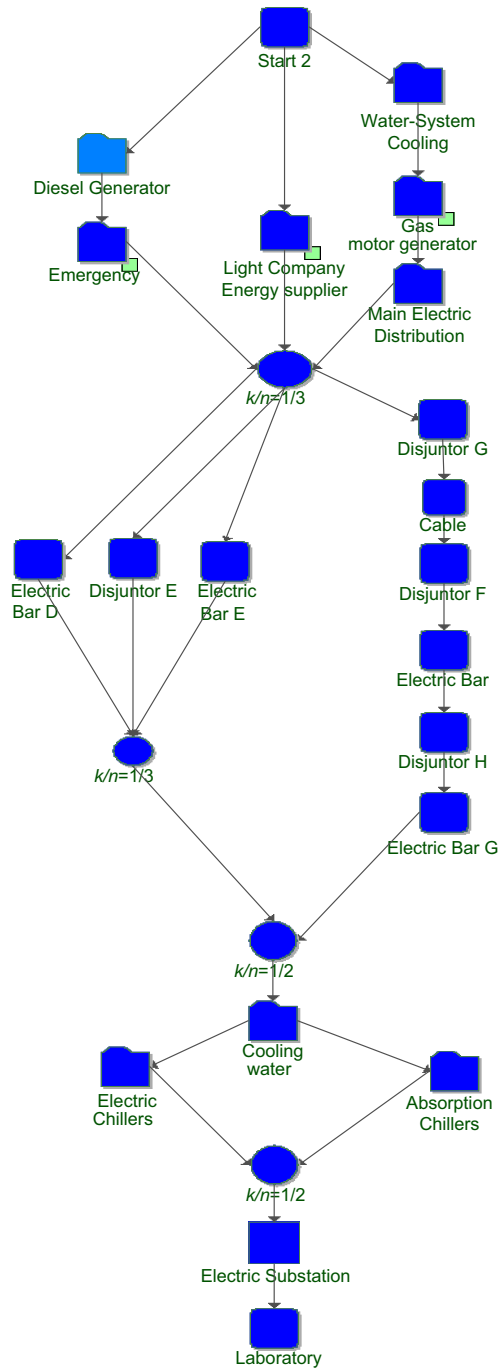 Start 2
Water-System
Cooling
Diesel Generator
Gas
motor generator
Emergency
Light Company
Energy supplier
Main Electric
Distribution
k/n=1/3
Disjuntor G
Cable
Electric
Bar D
Disjuntor E
Electric
Bar E
Disjuntor F
Electric Bar
Disjuntor H
k/n=1/3
Electric Bar G
k/n=1/2
Cooling
water
Electric
Chillers
Absorption
Chillers
k/n=1/2
Electric Substation
Laboratory